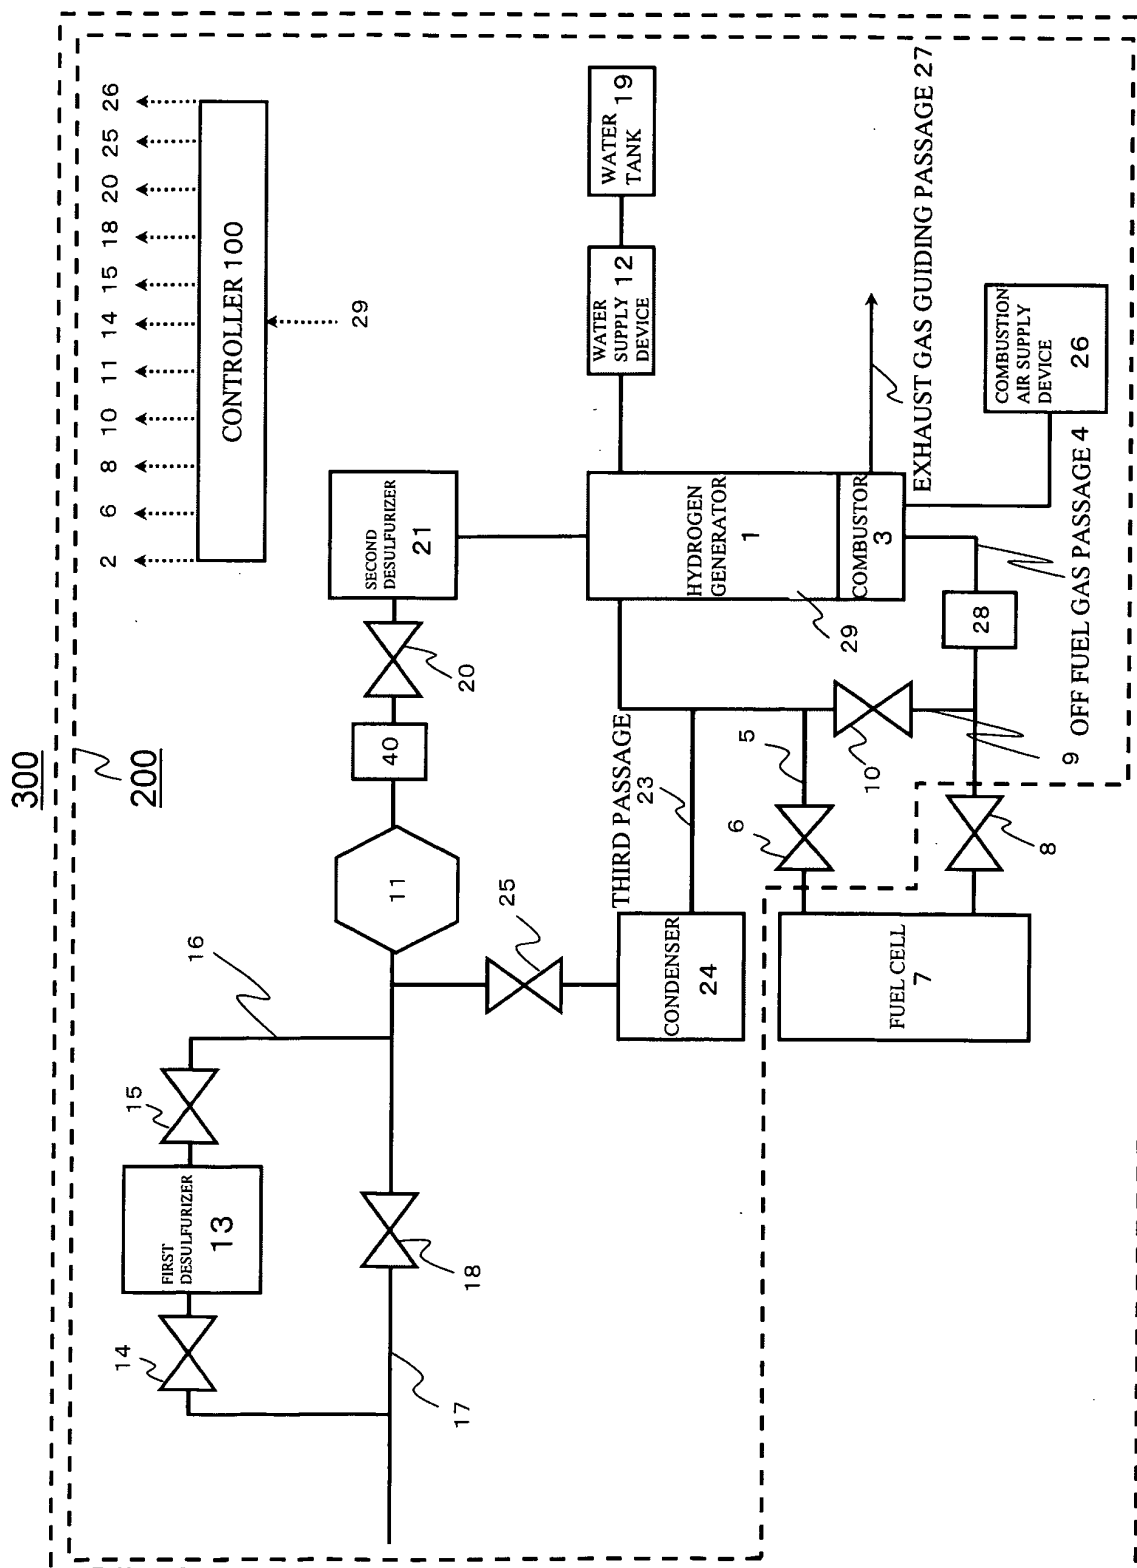 300
200
2
6
8
10
11
14
15
18
20
25
26
CONTROLLER 100
29
16
15
14
FIRST
DESULFURIZER
13
17
18
11
40
20
SECOND
DESULFURIZER
21
25
CONDENSER
24
THIRD PASSAGE
23
WATER
SUPPLY 12
DEVICE
WATER
TANK 19
HYDROGEN
GENERATOR
1
COMBUSTOR
3
29
5
6
10
28
9
8
FUEL CELL
7
EXHAUST GAS GUIDING PASSAGE 27
COMBUSTION
AIR SUPPLY
DEVICE
26
OFF FUEL GAS PASSAGE 4